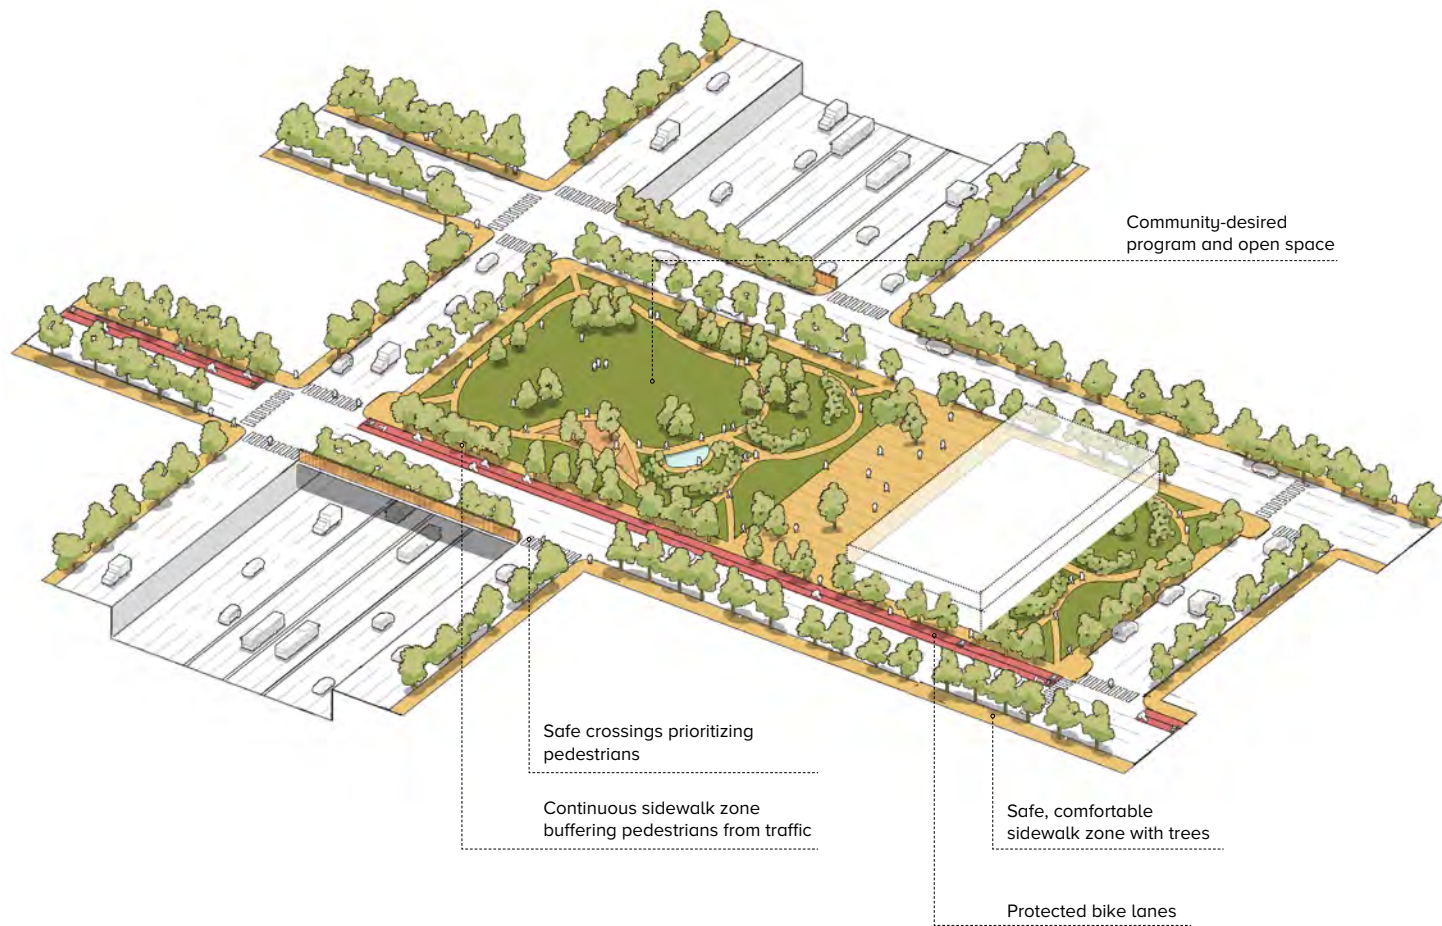 Community-desired
program and open space
Safe crossings prioritizing
pedestrians
Continuous sidewalk zone
buffering pedestrians from traffic
Safe, comfortable
sidewalk zone with trees
Protected bike lanes